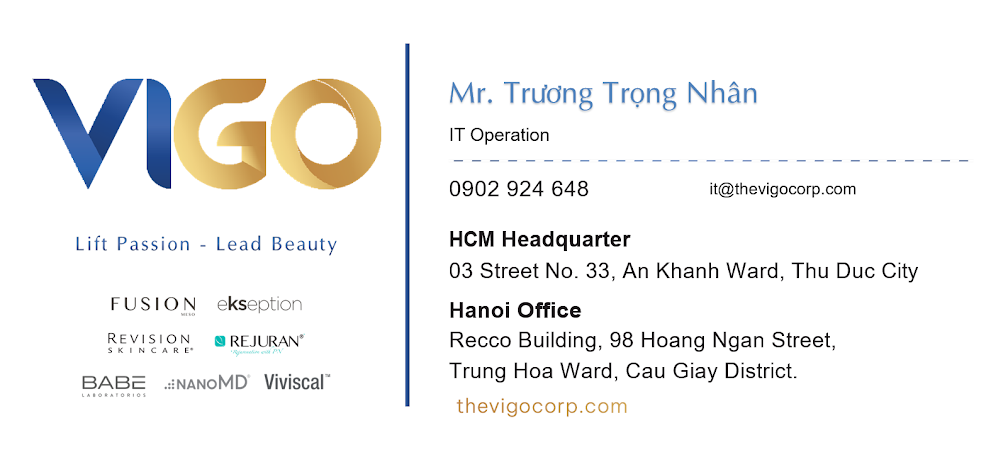 VIGO
Lift Passion - Lead Beauty
FUSION
ekseption
REVISION
SKINCARE®
REJURAN®
Rejuvenation with PN
BABE
LABORATORIOS
nanoMD®
Viviscal™
Mr. Trương Trọng Nhân
IT Operation
0902 924 648
it@thevigocorp.com
HCM Headquarter
03 Street No. 33, An Khanh Ward, Thu Duc City
Hanoi Office
Recco Building, 98 Hoang Ngan Street,
Trung Hoa Ward, Cau Giay District.
thevigocorp.com